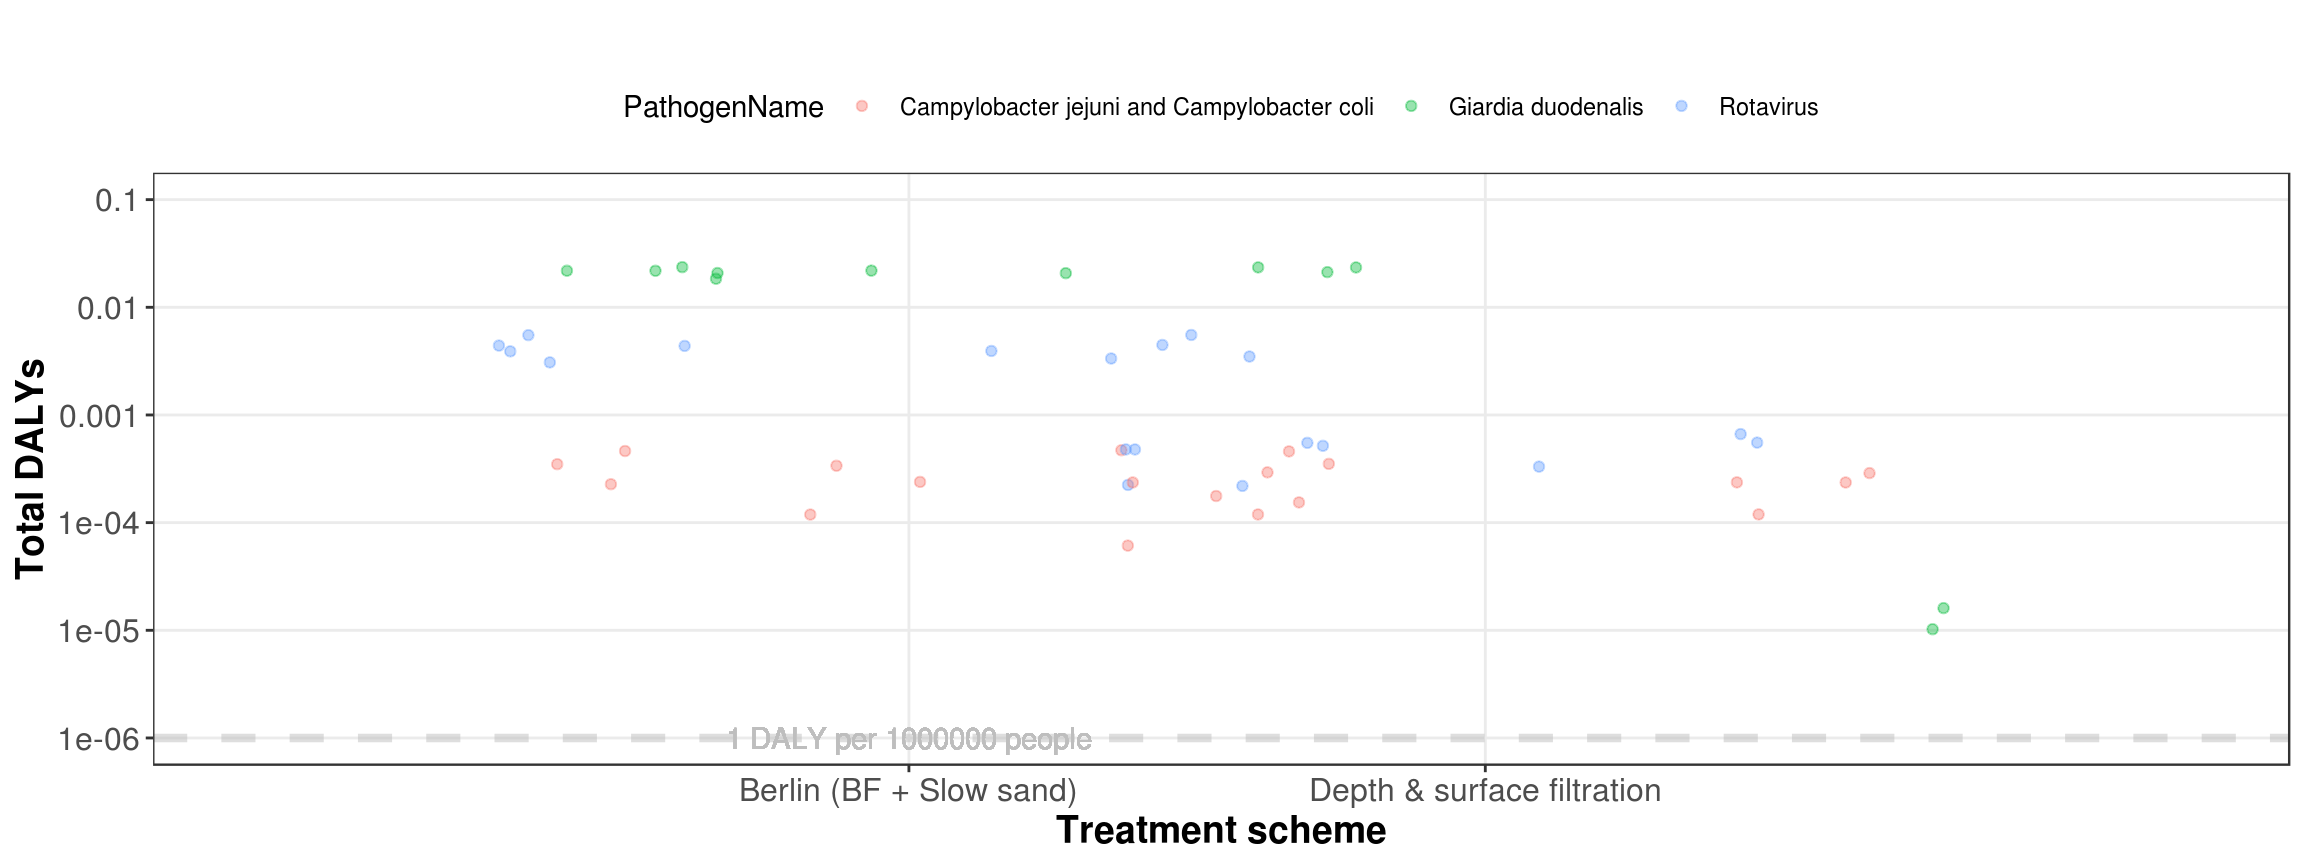 PathogenName Campylobacter jejuni and Campylobacter coli Giardia duodenalis Rotavirus
Total DALYs
0.1
0.01
0.001
1e-04
1e-05
1e-06
1 DALY per 1000000 people
Berlin (BF + Slow sand) Depth & surface filtration
Treatment scheme